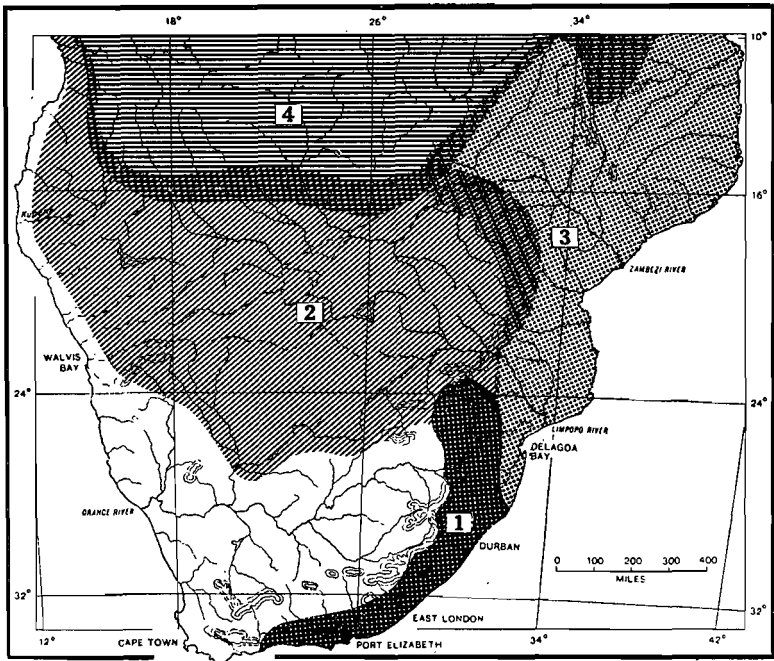 18°
26°
34°
10°
10°
4
16°
16°
3
ZAMBEZI RIVER
2
WALVIS
BAY
24°
24°
LIMPOPO RIVER
DELAGOA
BAY
ORANGE RIVER
1
DURBAN
0 100 200 300 400
MILES
32°
32°
EAST LONDON
12°
CAPE TOWN
PORT ELIZABETH
34°
42°